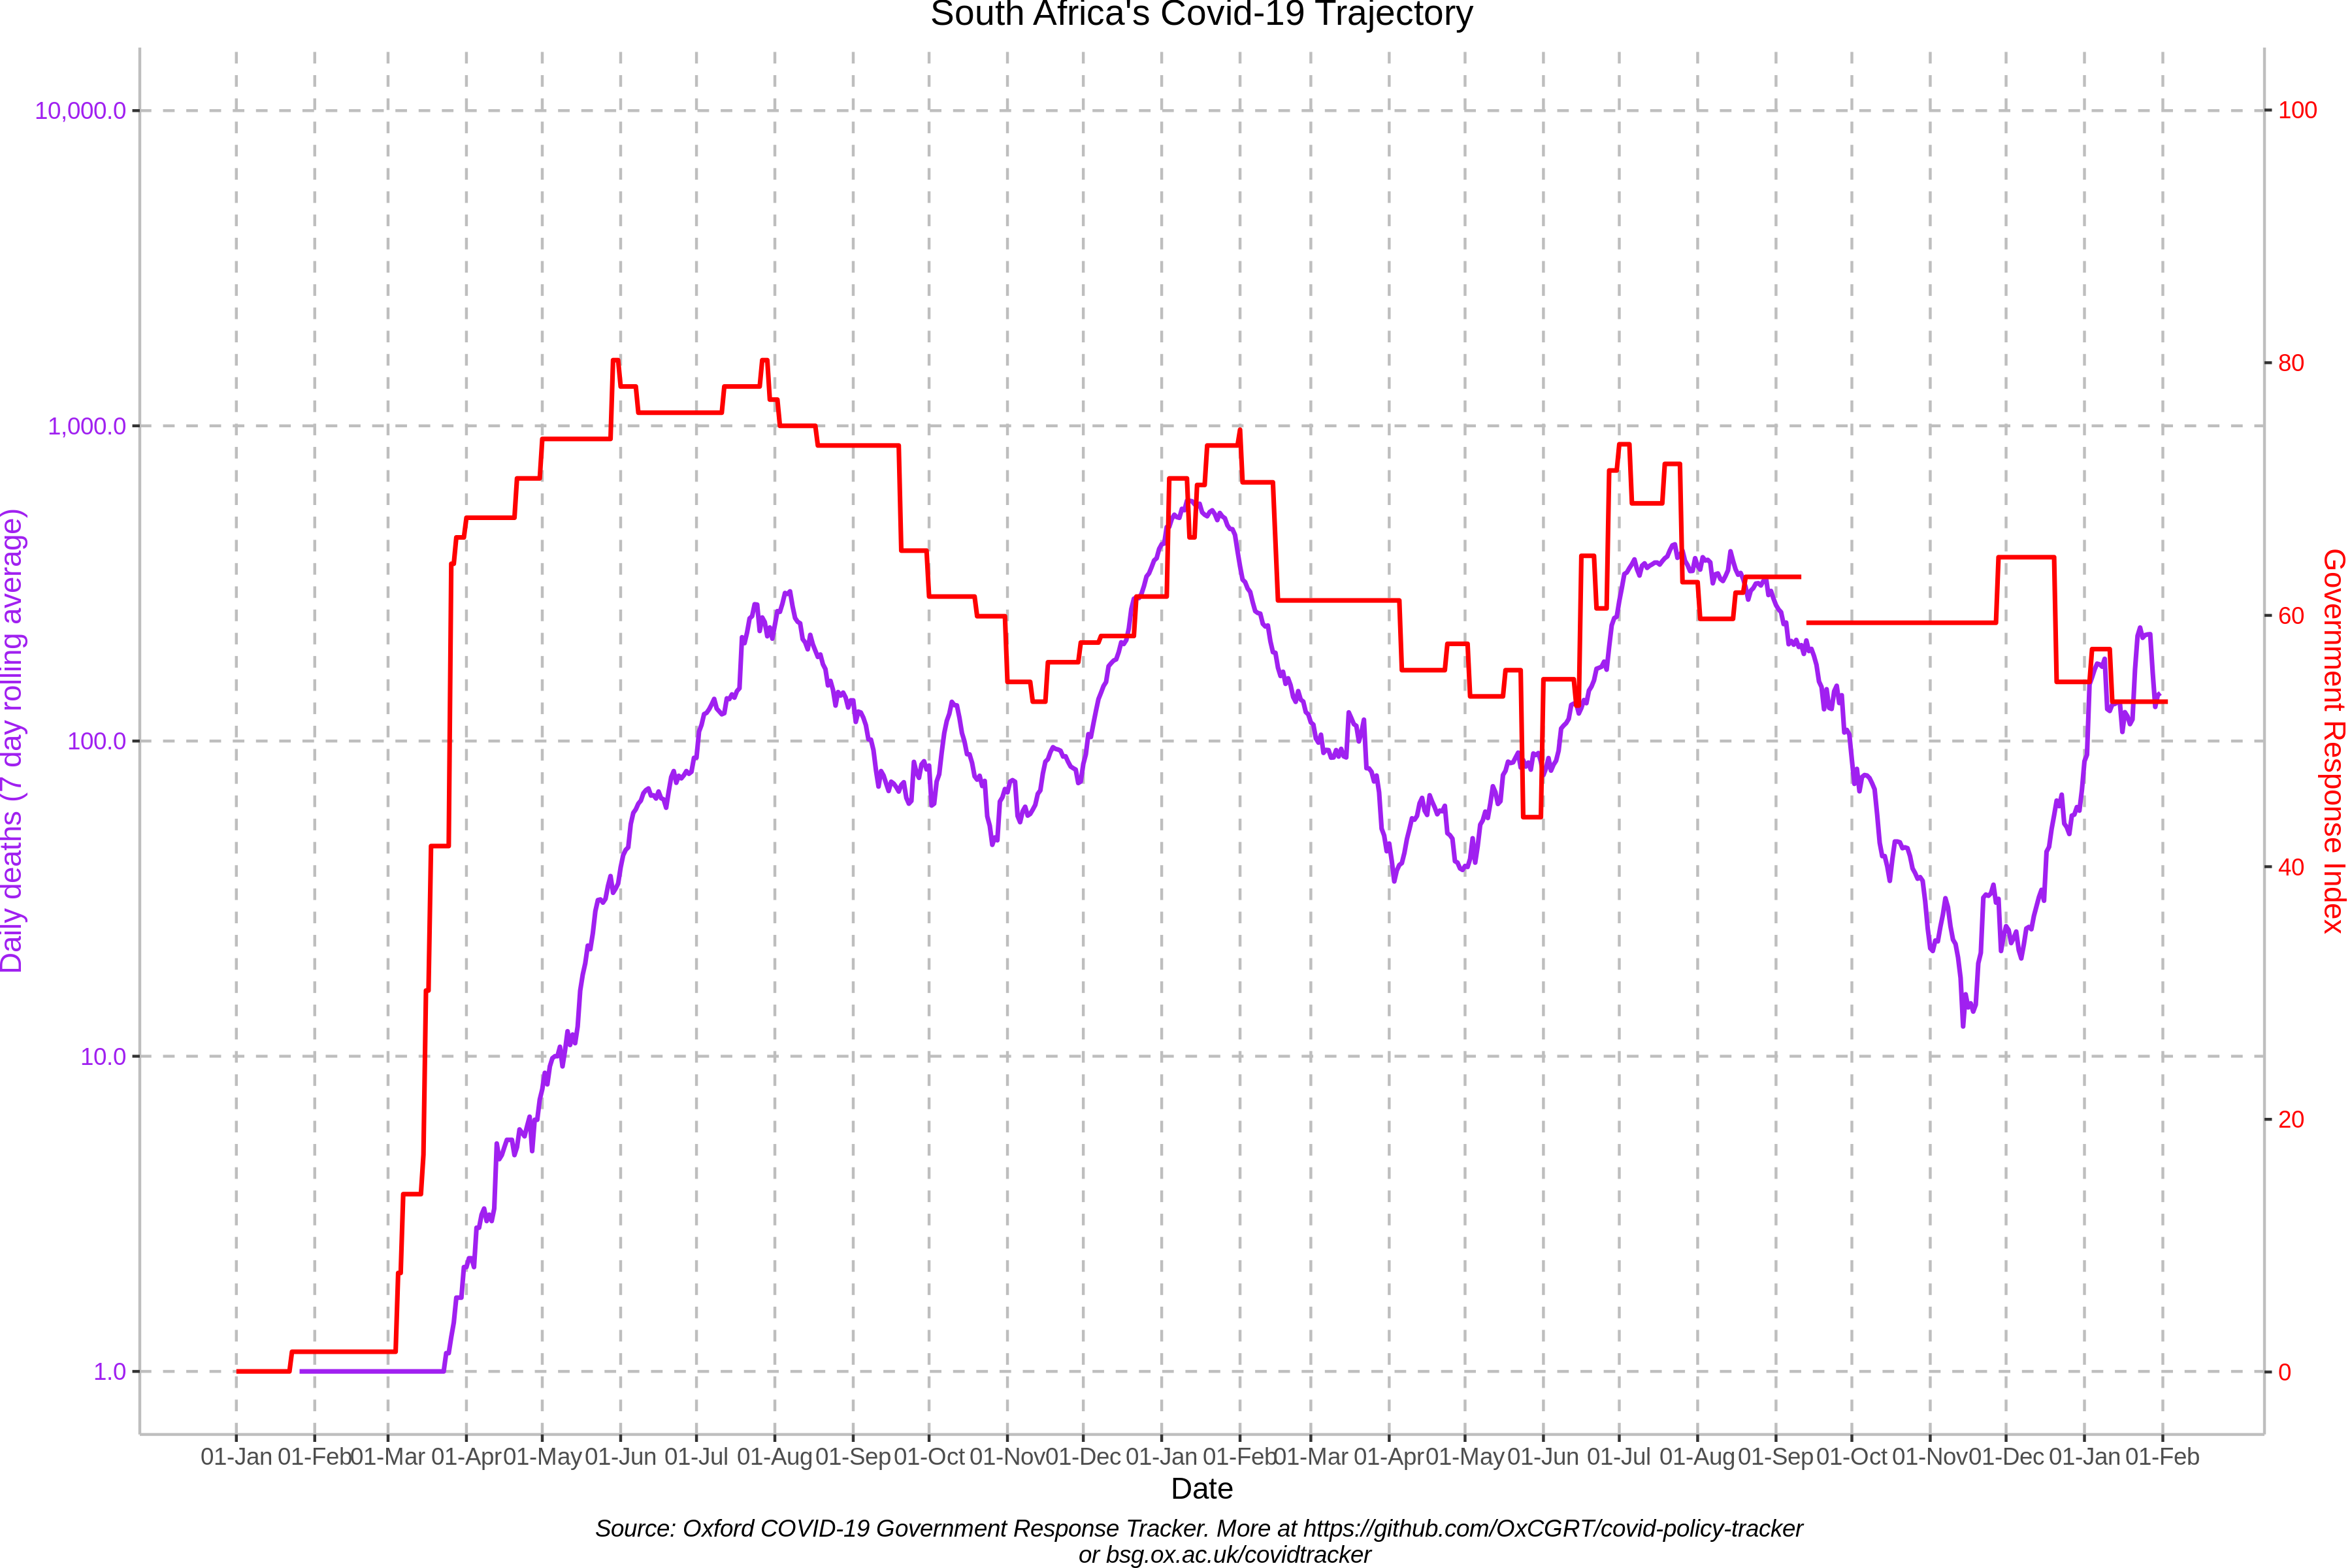 South Africa's Covid-19 Trajectory
10,000.0
1,000.0
100.0
10.0
1.0
Daily deaths (7 day rolling average)
100
80
60
40
20
0
Government Response Index
01-Jan 01-Feb 01-Mar 01-Apr 01-May 01-Jun 01-Jul 01-Aug 01-Sep 01-Oct 01-Nov 01-Dec 01-Jan 01-Feb 01-Mar 01-Apr 01-May 01-Jun 01-Jul 01-Aug 01-Sep 01-Oct 01-Nov 01-Dec 01-Jan 01-Feb
Date
Source: Oxford COVID-19 Government Response Tracker. More at https://github.com/OxCGRT/covid-policy-tracker
or bsg.ox.ac.uk/covidtracker